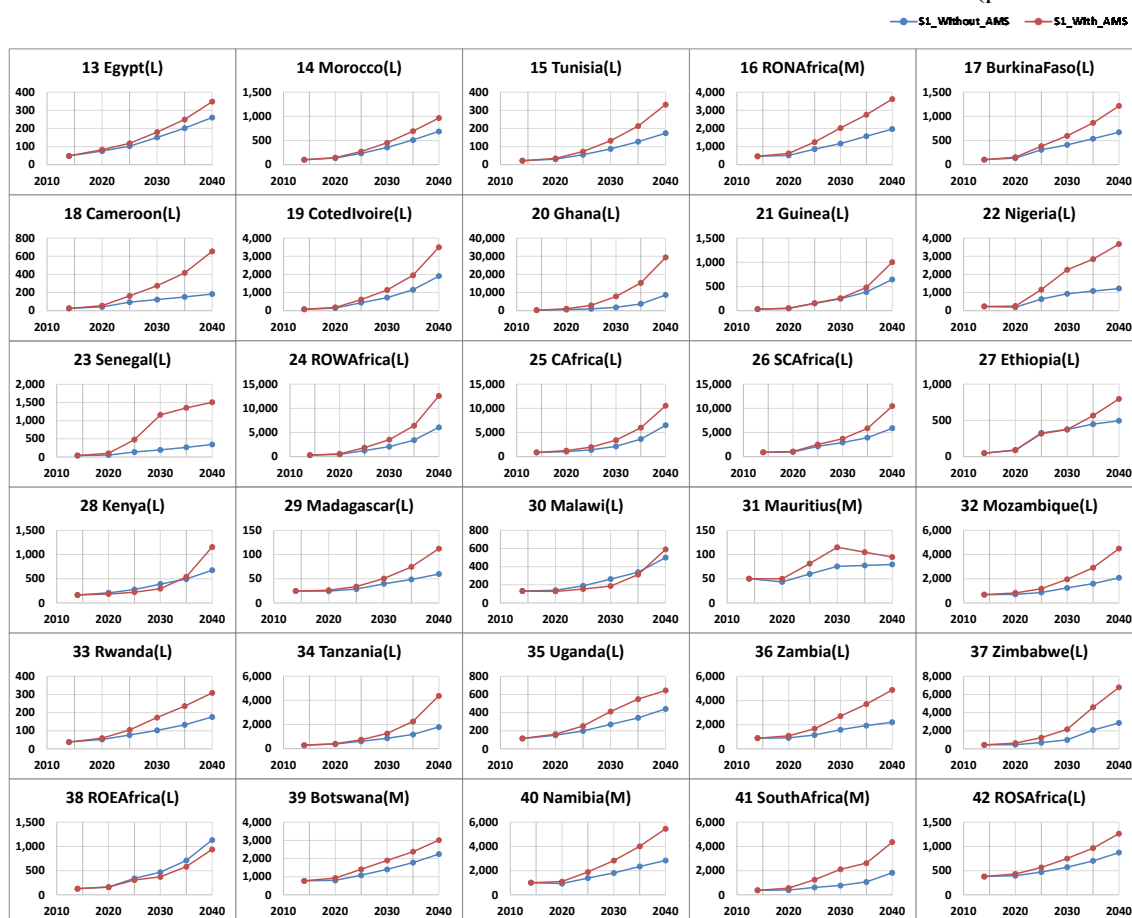 S1_Without_AIMS
S1_With_AIMS
13 Egypt(L)
400
300
200
100
0
2010 2020 2030 2040
14 Morocco(L)
1,500
1,000
500
0
2010 2020 2030 2040
15 Tunisia(L)
400
300
200
100
0
2010 2020 2030 2040
16 RONAfrica(M)
4,000
3,000
2,000
1,000
0
2010 2020 2030 2040
17 BurkinaFaso(L)
1,500
1,000
500
0
2010 2020 2030 2040
18 Cameroon(L)
800
600
400
200
0
2010 2020 2030 2040
19 CotedIvoire(L)
4,000
3,000
2,000
1,000
0
2010 2020 2030 2040
20 Ghana(L)
40,000
30,000
20,000
10,000
0
2010 2020 2030 2040
21 Guinea(L)
1,500
1,000
500
0
2010 2020 2030 2040
22 Nigeria(L)
4,000
3,000
2,000
1,000
0
2010 2020 2030 2040
23 Senegal(L)
2,000
1,500
1,000
500
0
2010 2020 2030 2040
24 ROWAfrica(L)
15,000
10,000
5,000
0
2010 2020 2030 2040
25 CAfrica(L)
15,000
10,000
5,000
0
2010 2020 2030 2040
26 SCAfrica(L)
15,000
10,000
5,000
0
2010 2020 2030 2040
27 Ethiopia(L)
1,000
500
0
2010 2020 2030 2040
28 Kenya(L)
1,500
1,000
500
0
2010 2020 2030 2040
29 Madagascar(L)
150
100
50
0
2010 2020 2030 2040
30 Malawi(L)
800
600
400
200
0
2010 2020 2030 2040
31 Mauritius(M)
150
100
50
0
2010 2020 2030 2040
32 Mozambique(L)
6,000
4,000
2,000
0
2010 2020 2030 2040
33 Rwanda(L)
400
300
200
100
0
2010 2020 2030 2040
34 Tanzania(L)
6,000
4,000
2,000
0
2010 2020 2030 2040
35 Uganda(L)
800
600
400
200
0
2010 2020 2030 2040
36 Zambia(L)
6,000
4,000
2,000
0
2010 2020 2030 2040
37 Zimbabwe(L)
8,000
6,000
4,000
2,000
0
2010 2020 2030 2040
38 ROEAfrica(L)
1,500
1,000
500
0
2010 2020 2030 2040
39 Botswana(M)
4,000
3,000
2,000
1,000
0
2010 2020 2030 2040
40 Namibia(M)
6,000
4,000
2,000
0
2010 2020 2030 2040
41 SouthAfrica(M)
6,000
4,000
2,000
0
2010 2020 2030 2040
42 ROSAfrica(L)
1,500
1,000
500
0
2010 2020 2030 2040